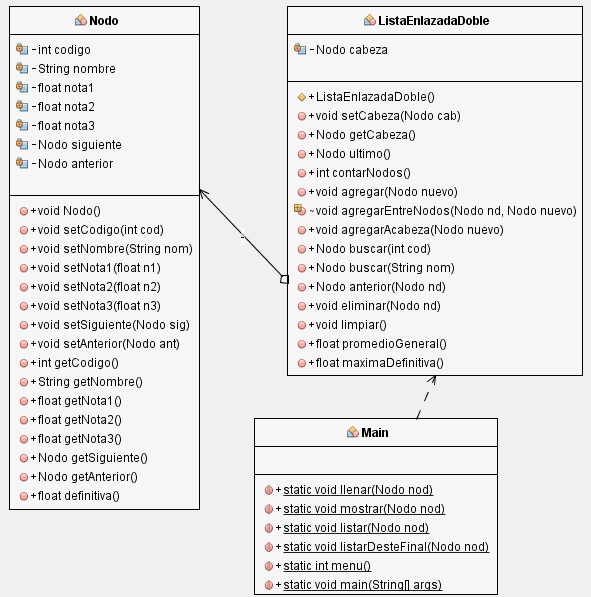 Nodo
-int codigo
-String nombre
-float nota1
-float nota2
-float nota3
-Nodo siguiente
-Nodo anterior
+void Nodo()
+void setCodigo(int cod)
+void setNombre(String nom)
+void setNota1(float n1)
+void setNota2(float n2)
+void setNota3(float n3)
+void setSiguiente(Nodo sig)
+void setAnterior(Nodo ant)
+int getCodigo()
+String getNombre()
+float getNota1()
+float getNota2()
+float getNota3()
+Nodo getSiguiente()
+Nodo getAnterior()
+float definitiva()
ListaEnlazadaDoble
-Nodo cabeza
+ListaEnlazadaDoble()
+void setCabeza(Nodo cab)
+Nodo getCabeza()
+Nodo ultimo()
+int contarNodos()
+void agregar(Nodo nuevo)
~void agregarEntreNodos(Nodo nd, Nodo nuevo)
+void agregarAcabeza(Nodo nuevo)
+Nodo buscar(int cod)
+Nodo buscar(String nom)
+Nodo anterior(Nodo nd)
+void eliminar(Nodo nd)
+void limpiar()
+float promedioGeneral()
+float maximaDefinitiva()
Main
+static void llenar(Nodo nod)
+static void mostrar(Nodo nod)
+static void listar(Nodo nod)
+static void listarDesteFinal(Nodo nod)
+static int menu()
+static void main(String[] args)